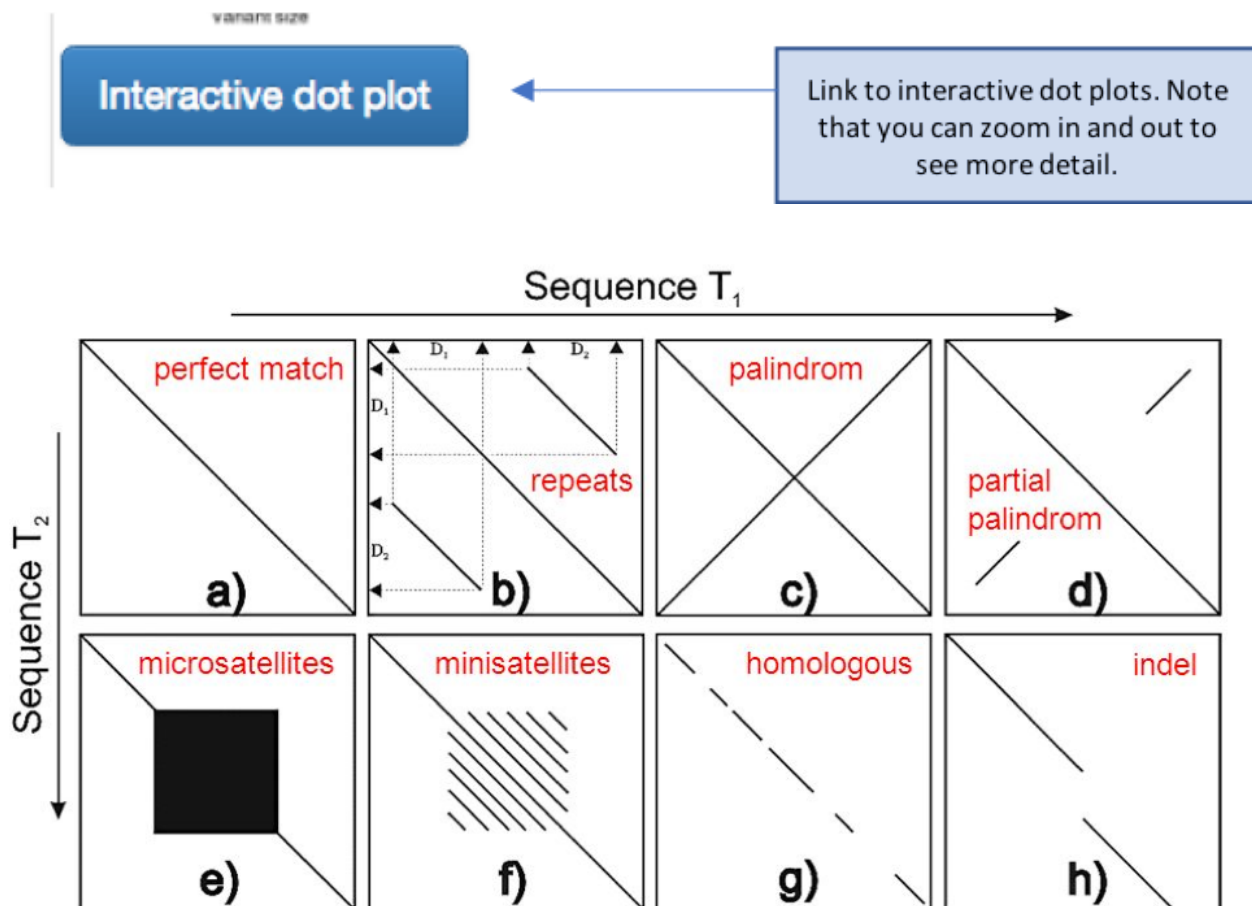 variant size
Interactive dot plot
Link to interactive dot plots. Note
that you can zoom in and out to
see more detail.
Sequence T₁
Sequence T₂
perfect match
a)
D₁
D₂
D₁
repeats
D₂
b)
palindrom
c)
partial
palindrom
d)
microsatellites
e)
minisatellites
f)
homologous
g)
indel
h)